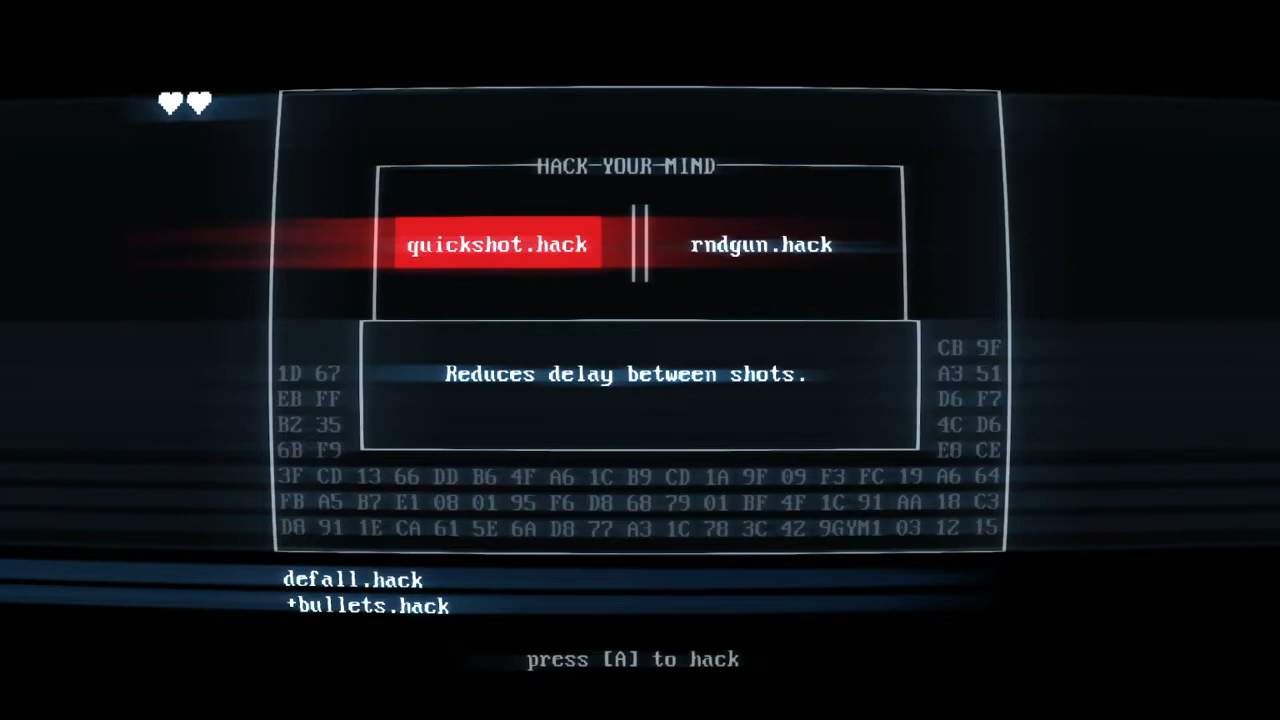 HACK YOUR MIND
quickshot.hack
rndgun.hack
Reduces delay between shots.
CB 9F
1D 67
A3 51
EB FF
D6 F7
B2 35
4C D6
6B F9
E8 CE
3F CD 13 66 DD B6 4F A6 1C B9 CD 1A 9F 09 F3 FC 19 A6 64
FB A5 B7 E1 08 01 95 F6 D8 68 79 01 BF 4F 1C 91 AA 18 C3
D8 91 1E CA 61 5E 6A D8 77 A3 1C 78 3C 42 9GYM1 03 12 15
defall.hack
+bullets.hack
press [A] to hack